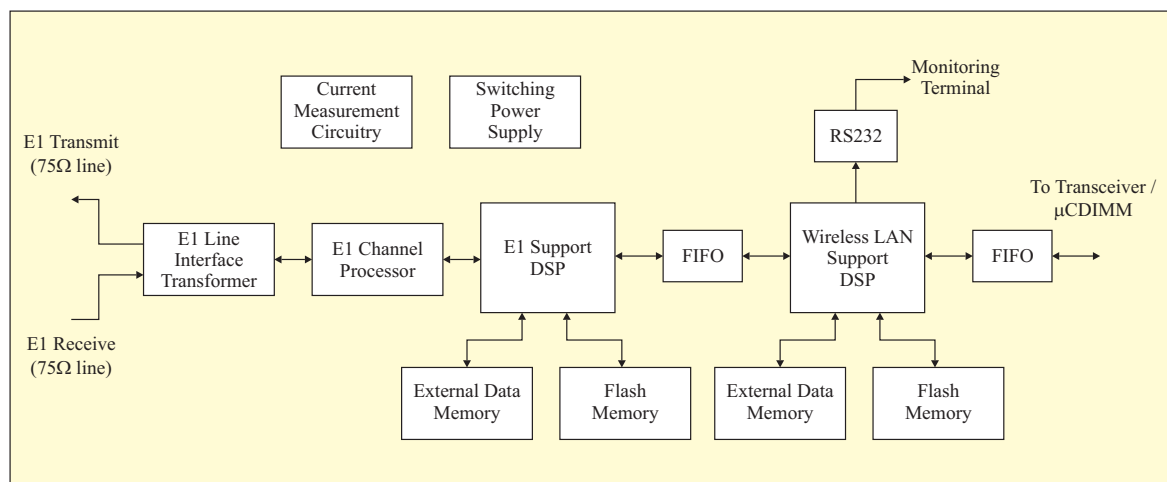 Current
Measurement
Circuitry
Switching
Power
Supply
Monitoring
Terminal
RS232
E1 Transmit
(75Ω line)
To Transceiver /
μCDIMM
E1 Line
Interface
Transformer
E1 Channel
Processor
E1 Support
DSP
FIFO
Wireless LAN
Support
DSP
FIFO
E1 Receive
(75Ω line)
External Data
Memory
Flash
Memory
External Data
Memory
Flash
Memory